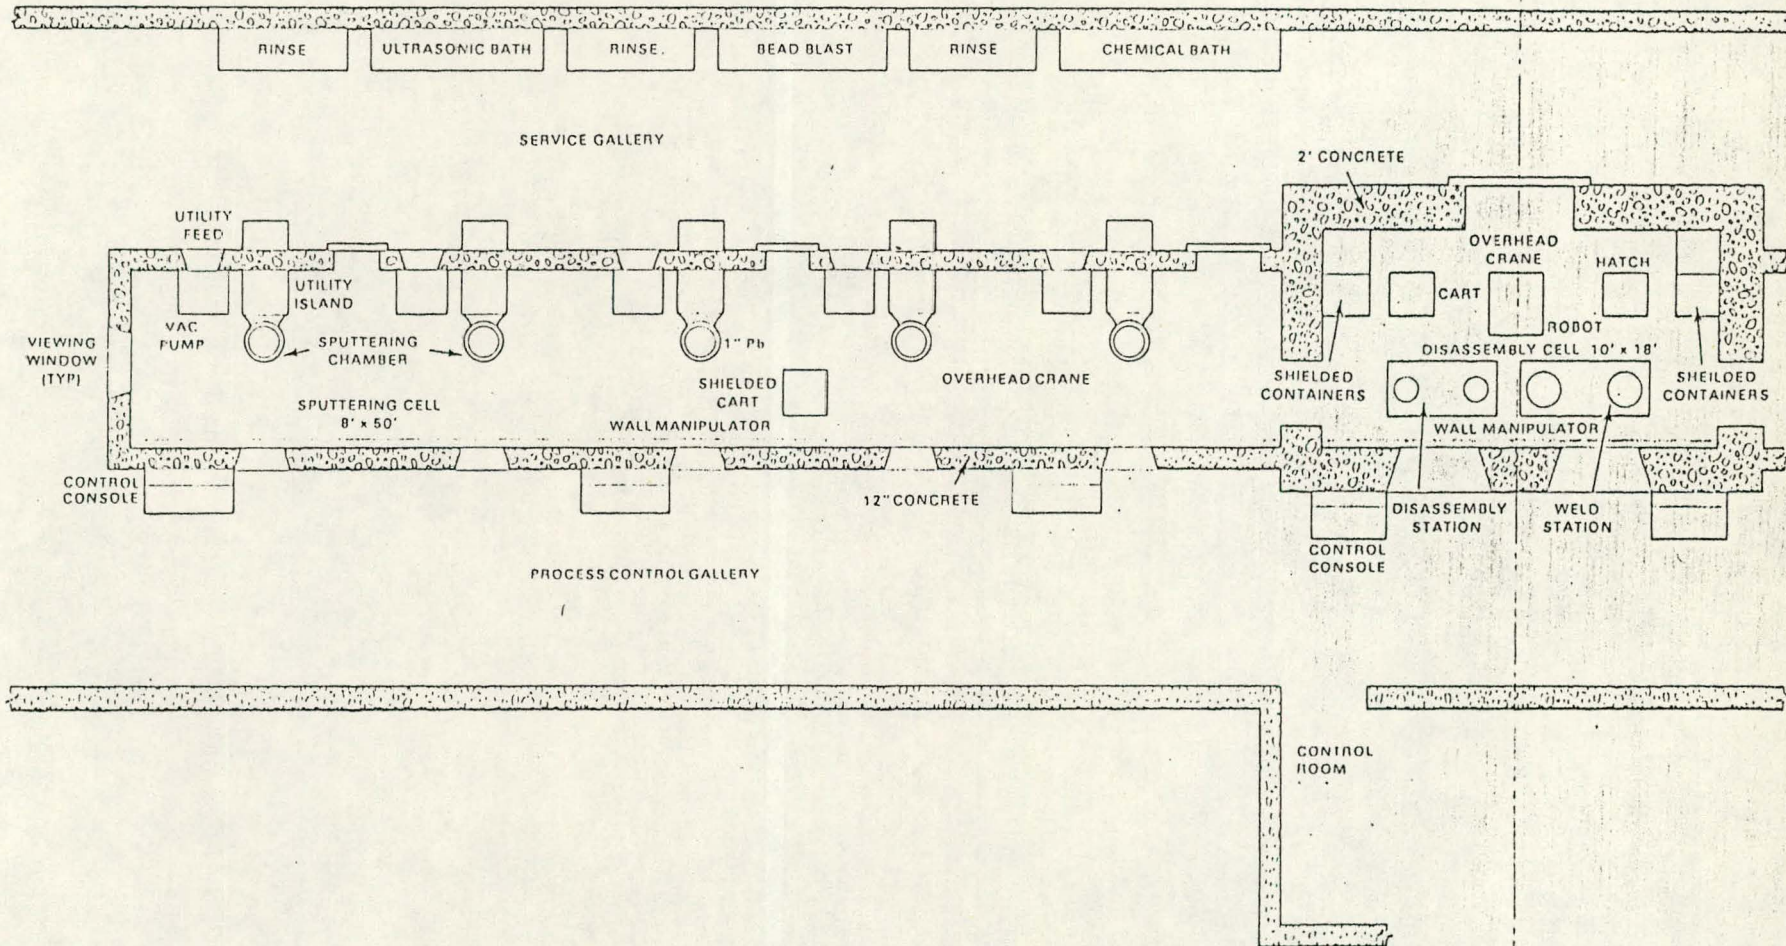 RINSE
ULTRASONIC BATH
RINSE.
BEAD BLAST
RINSE
CHEMICAL BATH
SERVICE GALLERY
2' CONCRETE
UTILITY
FEED
OVERHEAD
CRANE
HATCH
UTILITY
ISLAND
CART
VAC
PUMP
SPUTTERING
CHAMBER
1" Pb
ROBOT
VIEWING
WINDOW
(TYP)
DISASSEMBLY CELL 10' x 18'
SHIELDED
CART
OVERHEAD CRANE
SHIELDED
CONTAINERS
SHEILDED
CONTAINERS
SPUTTERING CELL
8' x 50'
WALL MANIPULATOR
WALL MANIPULATOR
CONTROL
CONSOLE
12" CONCRETE
DISASSEMBLY
STATION
WELD
STATION
CONTROL
CONSOLE
PROCESS CONTROL GALLERY
CONTROL
ROOM